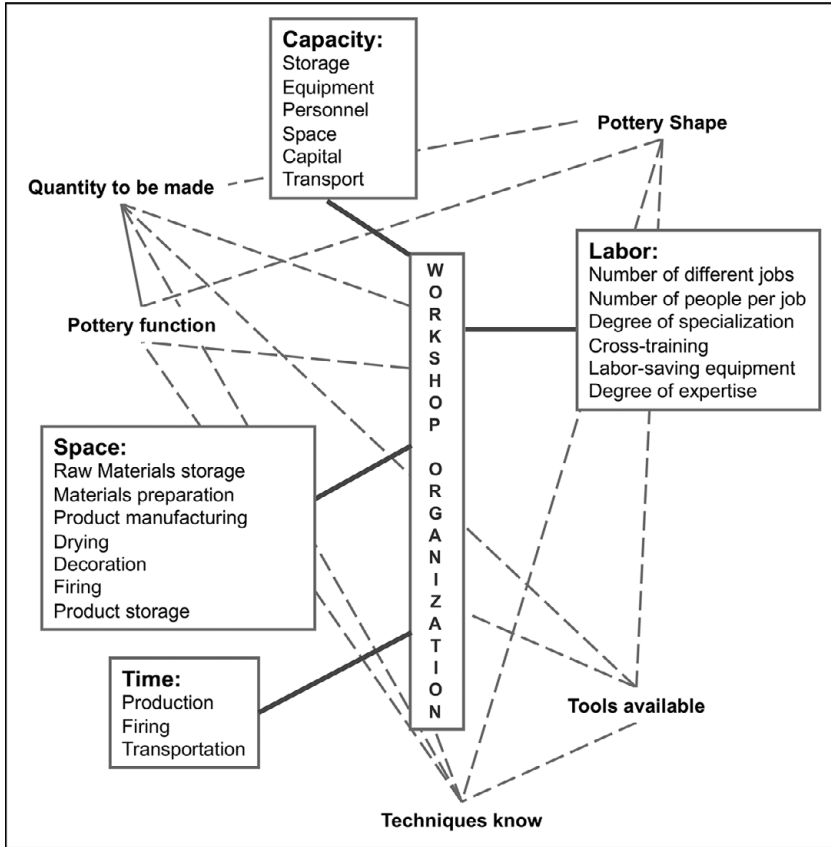 Capacity:
Storage
Equipment
Personnel
Space
Capital
Transport
Pottery Shape
Quantity to be made
Labor:
Number of different jobs
Number of people per job
Degree of specialization
Cross-training
Labor-saving equipment
Degree of expertise
Pottery function
WORKSHOP ORGANIZATION
Space:
Raw Materials storage
Materials preparation
Product manufacturing
Drying
Decoration
Firing
Product storage
Time:
Production
Firing
Transportation
Tools available
Techniques know